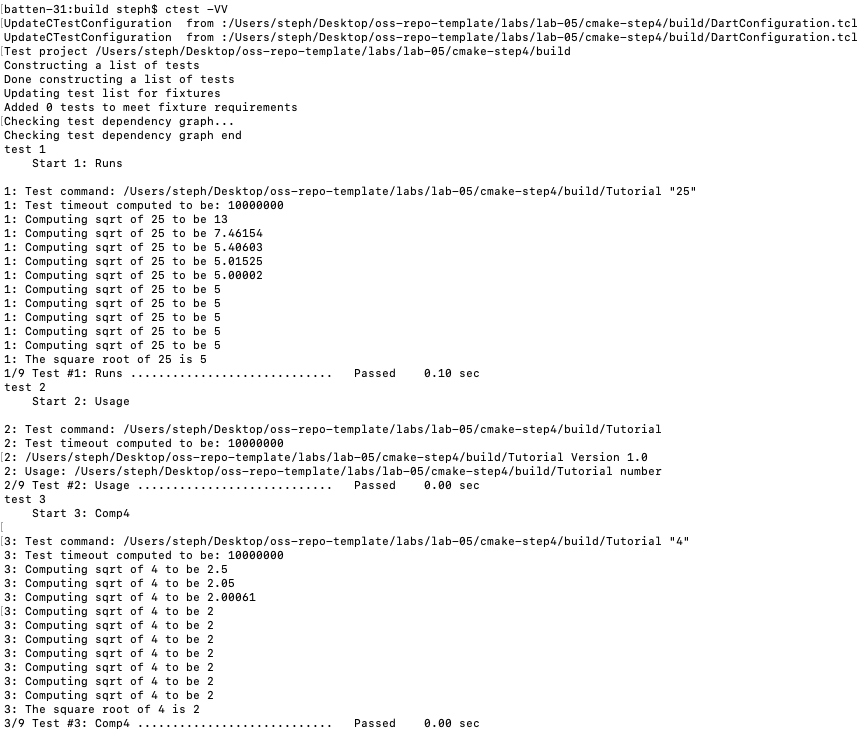 [batten-31:build steph$ ctest -VV
[UpdateCTestConfiguration  from :/Users/steph/Desktop/oss-repo-template/labs/lab-05/cmake-step4/build/DartConfiguration.tcl
UpdateCTestConfiguration  from :/Users/steph/Desktop/oss-repo-template/labs/lab-05/cmake-step4/build/DartConfiguration.tcl
[Test project /Users/steph/Desktop/oss-repo-template/labs/lab-05/cmake-step4/build
Constructing a list of tests
Done constructing a list of tests
Updating test list for fixtures
Added 0 tests to meet fixture requirements
[Checking test dependency graph...
Checking test dependency graph end
test 1
    Start 1: Runs

1: Test command: /Users/steph/Desktop/oss-repo-template/labs/lab-05/cmake-step4/build/Tutorial "25"
1: Test timeout computed to be: 10000000
1: Computing sqrt of 25 to be 13
1: Computing sqrt of 25 to be 7.46154
1: Computing sqrt of 25 to be 5.40603
1: Computing sqrt of 25 to be 5.01525
1: Computing sqrt of 25 to be 5.00002
1: Computing sqrt of 25 to be 5
1: Computing sqrt of 25 to be 5
1: Computing sqrt of 25 to be 5
1: Computing sqrt of 25 to be 5
1: Computing sqrt of 25 to be 5
1: The square root of 25 is 5
1/9 Test #1: Runs .............................   Passed    0.10 sec
test 2
    Start 2: Usage

2: Test command: /Users/steph/Desktop/oss-repo-template/labs/lab-05/cmake-step4/build/Tutorial
2: Test timeout computed to be: 10000000
[2: /Users/steph/Desktop/oss-repo-template/labs/lab-05/cmake-step4/build/Tutorial Version 1.0
2: Usage: /Users/steph/Desktop/oss-repo-template/labs/lab-05/cmake-step4/build/Tutorial number
2/9 Test #2: Usage ............................   Passed    0.00 sec
test 3
    Start 3: Comp4
[
[3: Test command: /Users/steph/Desktop/oss-repo-template/labs/lab-05/cmake-step4/build/Tutorial "4"
3: Test timeout computed to be: 10000000
3: Computing sqrt of 4 to be 2.5
3: Computing sqrt of 4 to be 2.05
3: Computing sqrt of 4 to be 2.00061
[3: Computing sqrt of 4 to be 2
3: Computing sqrt of 4 to be 2
3: Computing sqrt of 4 to be 2
3: Computing sqrt of 4 to be 2
3: Computing sqrt of 4 to be 2
3: Computing sqrt of 4 to be 2
3: Computing sqrt of 4 to be 2
3: The square root of 4 is 2
3/9 Test #3: Comp4 ............................   Passed    0.00 sec